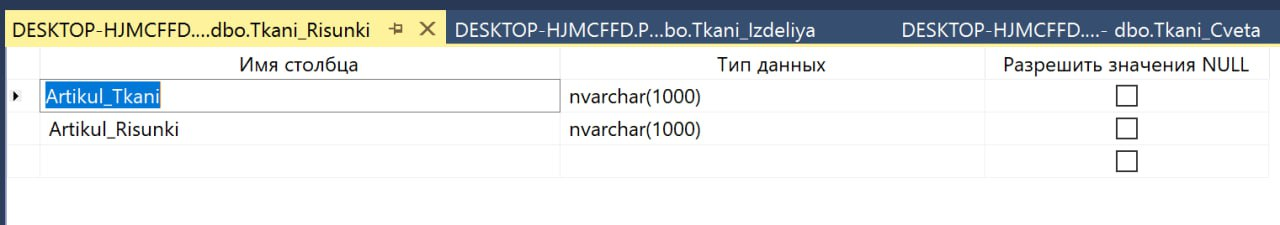 DESKTOP-HJMCFFD....dbo.Tkani_Risunki DESKTOP-HJMCFFD.P...bo.Tkani_Izdeliya DESKTOP-HJMCFFD....- dbo.Tkani_Cveta
Имя столбца Тип данных Разрешить значения NULL
Artikul_Tkani nvarchar(1000)
Artikul_Risunki nvarchar(1000)